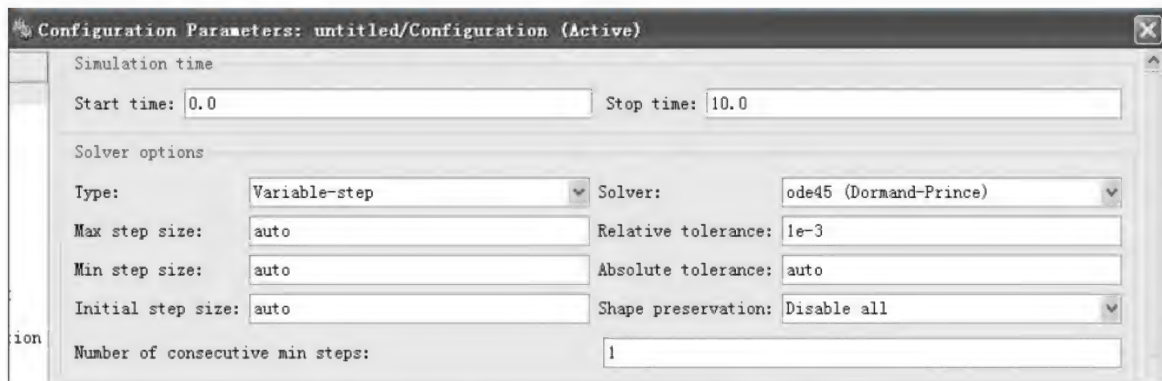 Configuration Parameters: untitled/Configuration (Active)
Simulation time
Start time: 0.0 Stop time: 10.0
Solver options
Type: Variable-step Solver: ode45 (Dormand-Prince)
Max step size: auto Relative tolerance: 1e-3
Min step size: auto Absolute tolerance: auto
Initial step size: auto Shape preservation: Disable all
tion
Number of consecutive min steps: 1